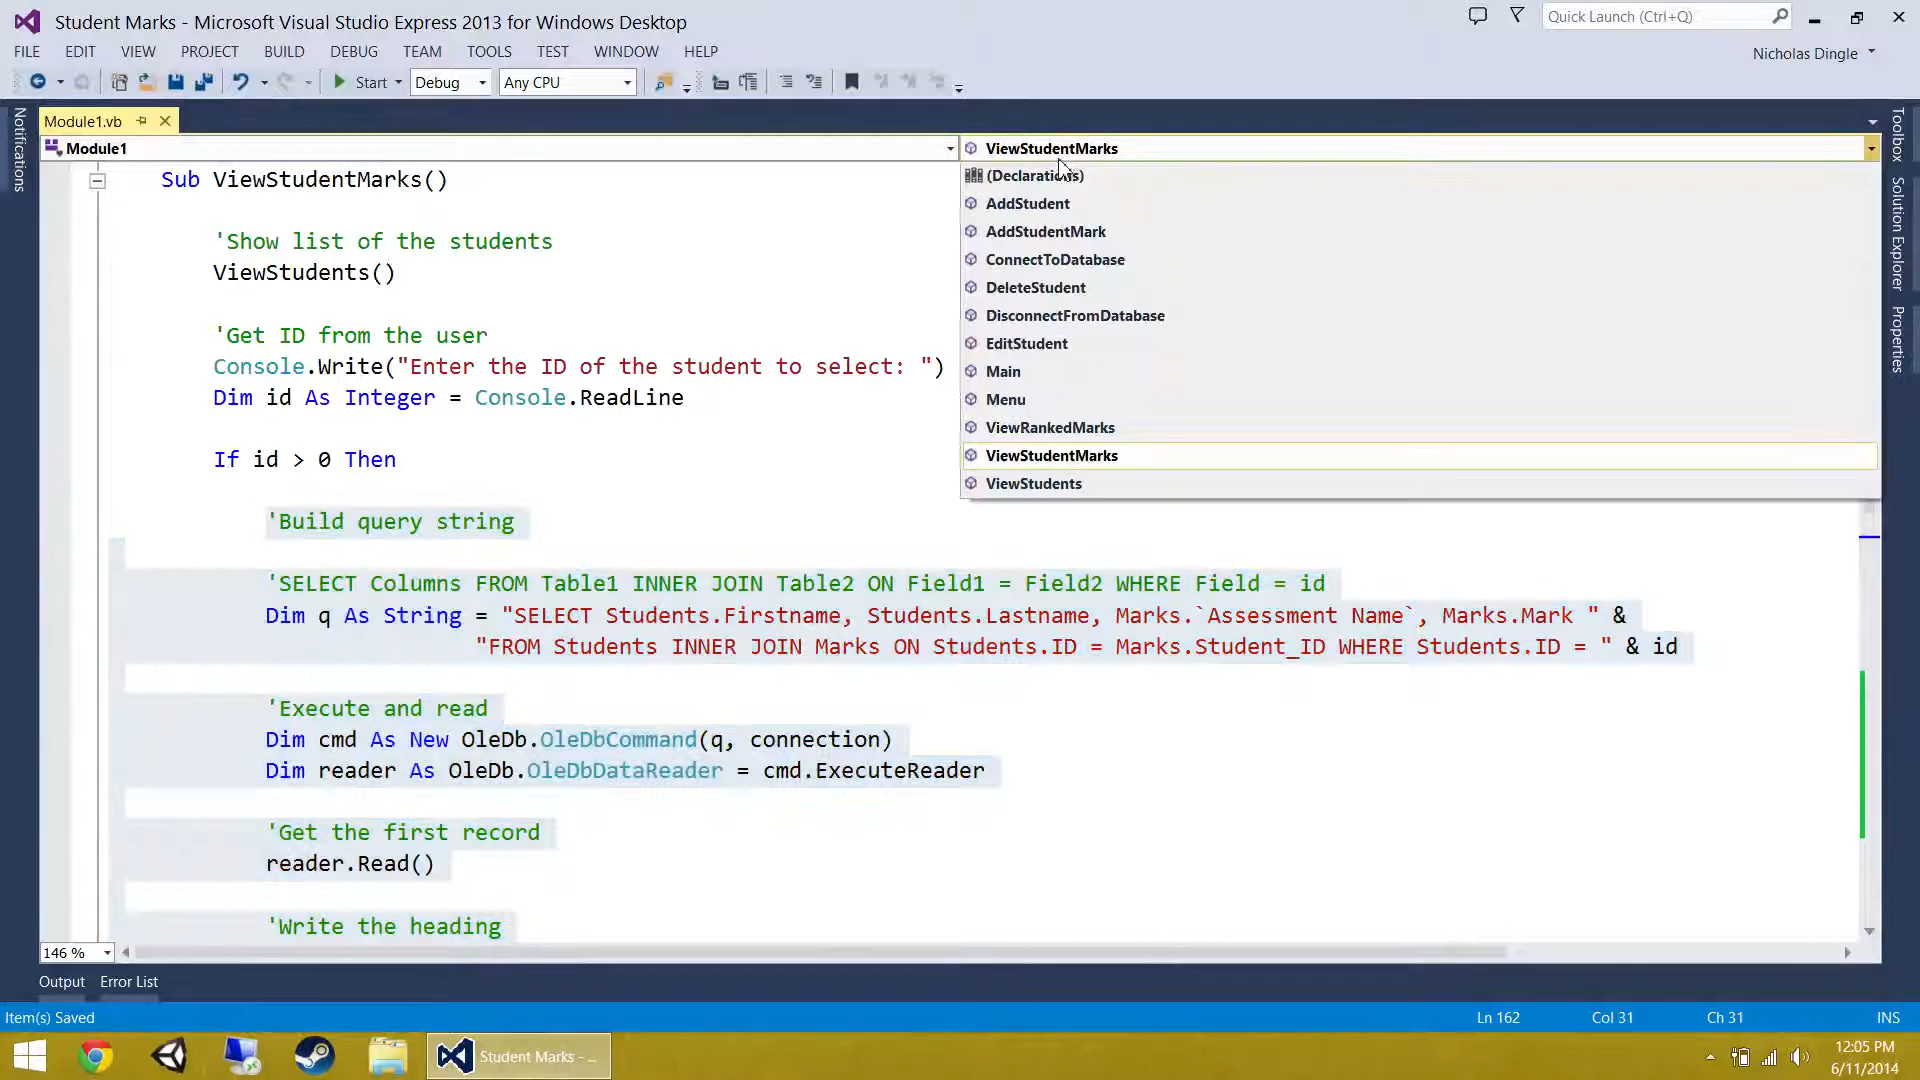 Student Marks - Microsoft Visual Studio Express 2013 for Windows Desktop
Quick Launch (Ctrl+Q)
FILE EDIT VIEW PROJECT BUILD DEBUG TEAM TOOLS TEST WINDOW HELP
Nicholas Dingle
Start Debug Any CPU
Notifications
Module1.vb
Toolbox
Solution Explorer
Properties
Module1
ViewStudentMarks
(Declarations)
AddStudent
AddStudentMark
ConnectToDatabase
DeleteStudent
DisconnectFromDatabase
EditStudent
Main
Menu
ViewRankedMarks
ViewStudentMarks
ViewStudents
Sub ViewStudentMarks()
'Show list of the students
ViewStudents()
'Get ID from the user
Console.Write("Enter the ID of the student to select: ")
Dim id As Integer = Console.ReadLine
If id > 0 Then
'Build query string
'SELECT Columns FROM Table1 INNER JOIN Table2 ON Field1 = Field2 WHERE Field = id
Dim q As String = "SELECT Students.Firstname, Students.Lastname, Marks.`Assessment Name`, Marks.Mark " &
"FROM Students INNER JOIN Marks ON Students.ID = Marks.Student_ID WHERE Students.ID = " & id
'Execute and read
Dim cmd As New OleDb.OleDbCommand(q, connection)
Dim reader As OleDb.OleDbDataReader = cmd.ExecuteReader
'Get the first record
reader.Read()
'Write the heading
146 %
Output Error List
Item(s) Saved
Ln 162 Col 31 Ch 31 INS
Student Marks - ...
12:05 PM
6/11/2014